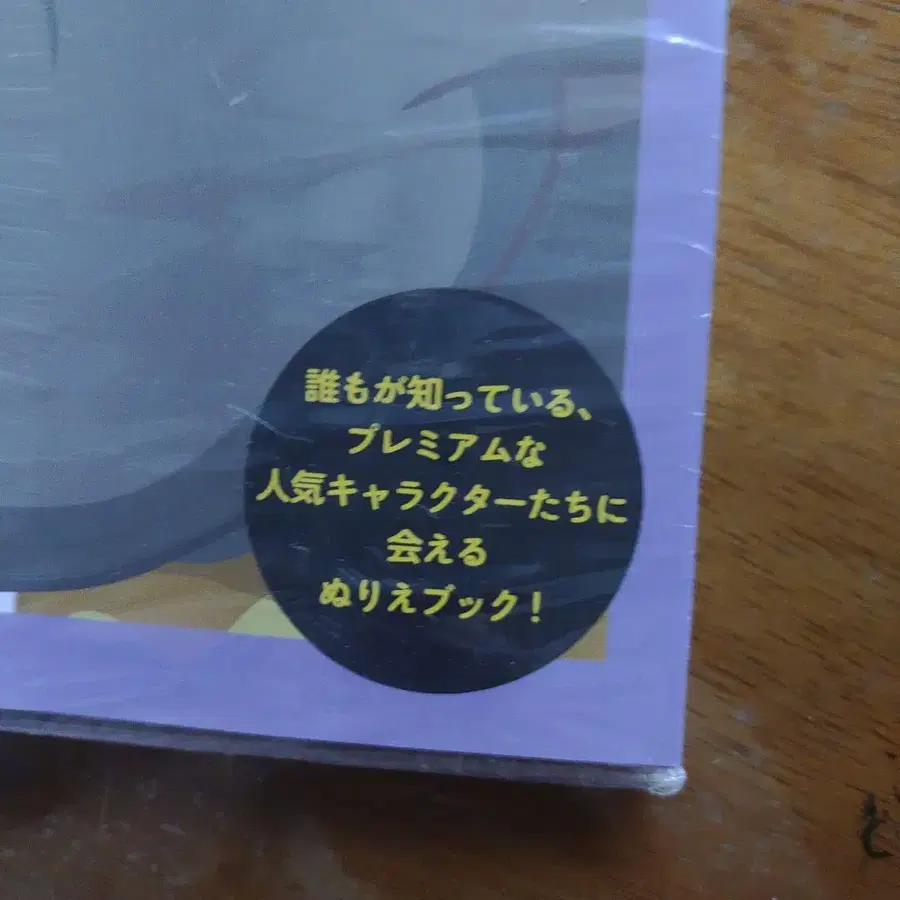 誰もが知っている、
プレミアムな
人気キャラクターたちに
会える
ぬりえブック!